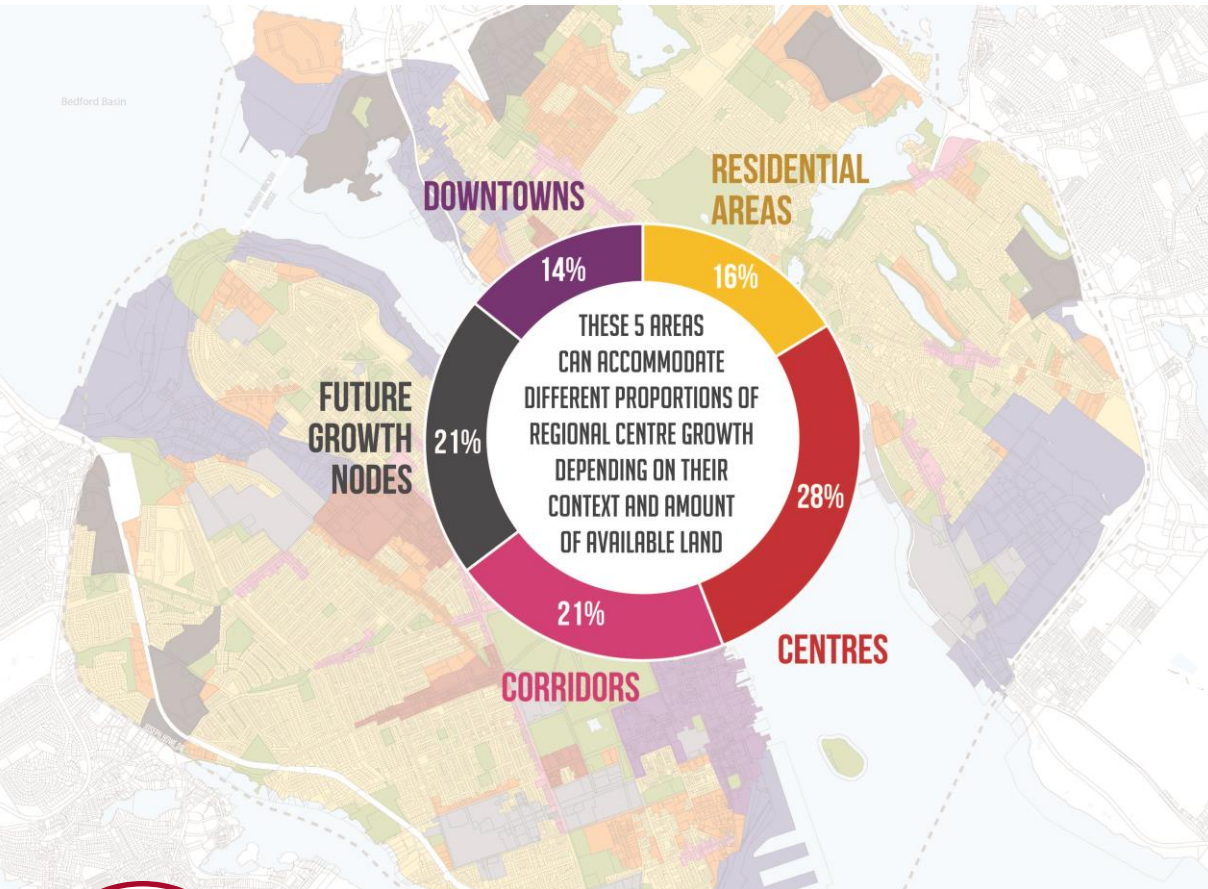 Bedford Basin
DOWNTOWNS
RESIDENTIAL
AREAS
14%
16%
THESE 5 AREAS
CAN ACCOMMODATE
DIFFERENT PROPORTIONS OF
REGIONAL CENTRE GROWTH
DEPENDING ON THEIR
CONTEXT AND AMOUNT
OF AVAILABLE LAND
FUTURE
GROWTH
NODES
21%
28%
21%
CENTRES
CORRIDORS